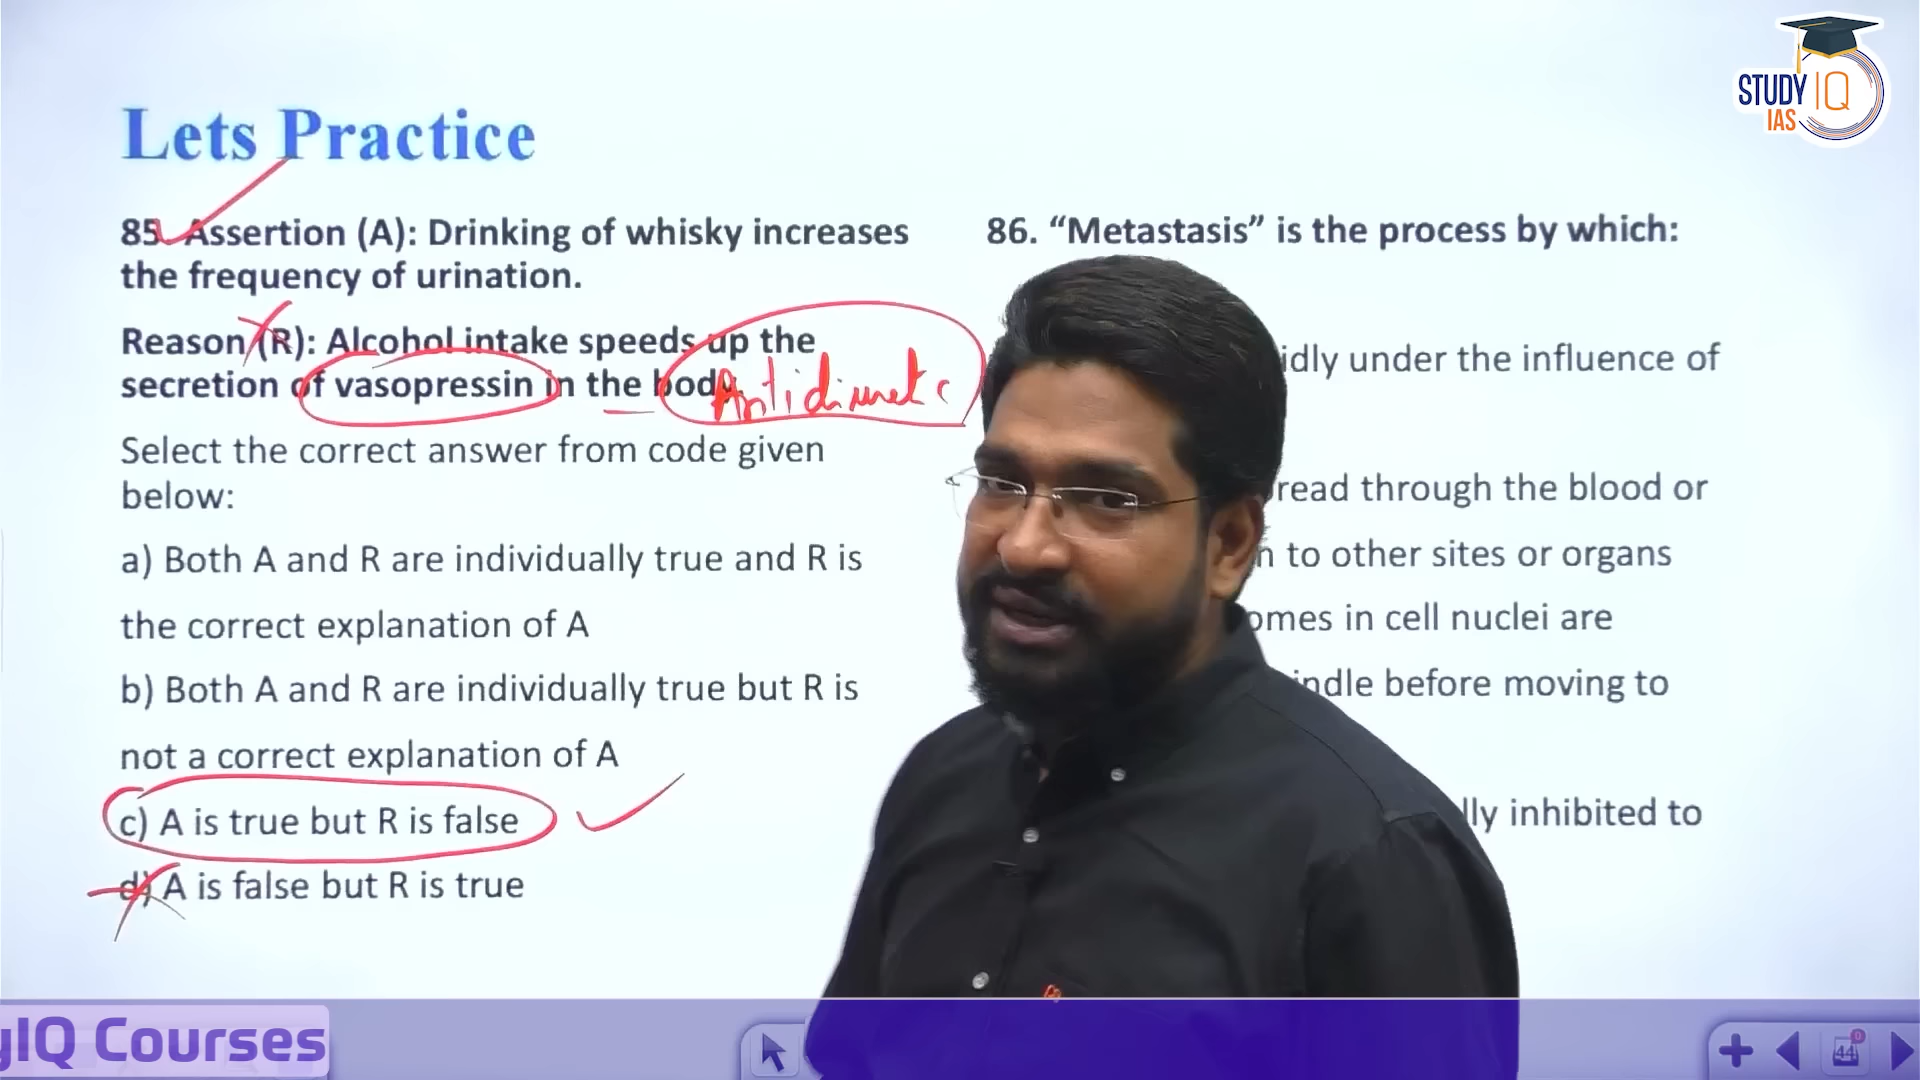 STUDY IQ
IAS
Lets Practice
85. Assertion (A): Drinking of whisky increases
the frequency of urination.
Reason (R): Alcohol intake speeds up the
secretion of vasopressin in the body
Antidiuretic
Select the correct answer from code given
below:
a) Both A and R are individually true and R is
the correct explanation of A
b) Both A and R are individually true but R is
not a correct explanation of A
c) A is true but R is false
d) A is false but R is true
86. “Metastasis” is the process by which:
idly under the influence of
read through the blood or
to other sites or organs
omes in cell nuclei are
indle before moving to
lly inhibited to
yIQ Courses
44
0